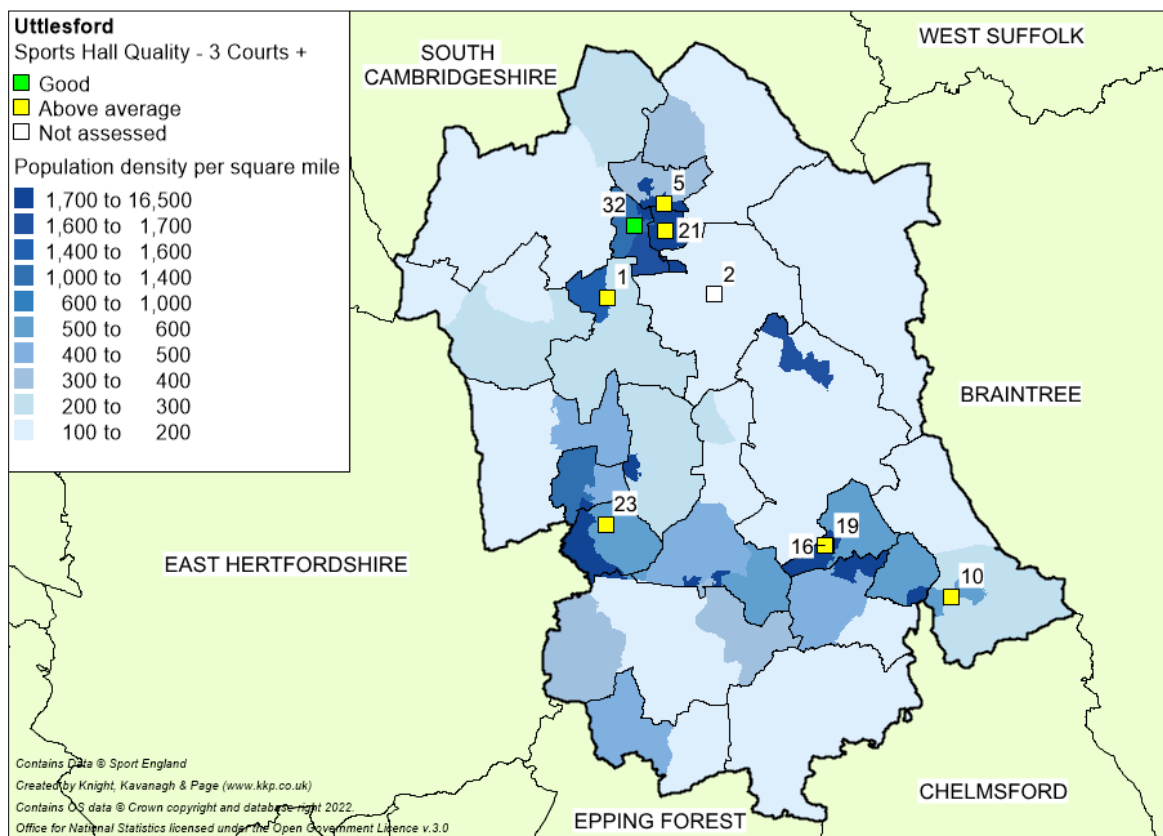 Uttlesford
Sports Hall Quality - 3 Courts +
Good
Above average
Not assessed
Population density per square mile
1,700 to 16,500
1,600 to 1,700
1,400 to 1,600
1,000 to 1,400
600 to 1,000
500 to 600
400 to 500
300 to 400
200 to 300
100 to 200
SOUTH
CAMBRIDGESHIRE
WEST SUFFOLK
5
32
21
1
2
BRAINTREE
23
19
16
EAST HERTFORDSHIRE
10
CHELMSFORD
EPPING FOREST
Contains Data © Sport England
Created by Knight, Kavanagh & Page (www.kkp.co.uk)
Contains OS data © Crown copyright and database right 2022.
Office for National Statistics licensed under the Open Government Licence v.3.0